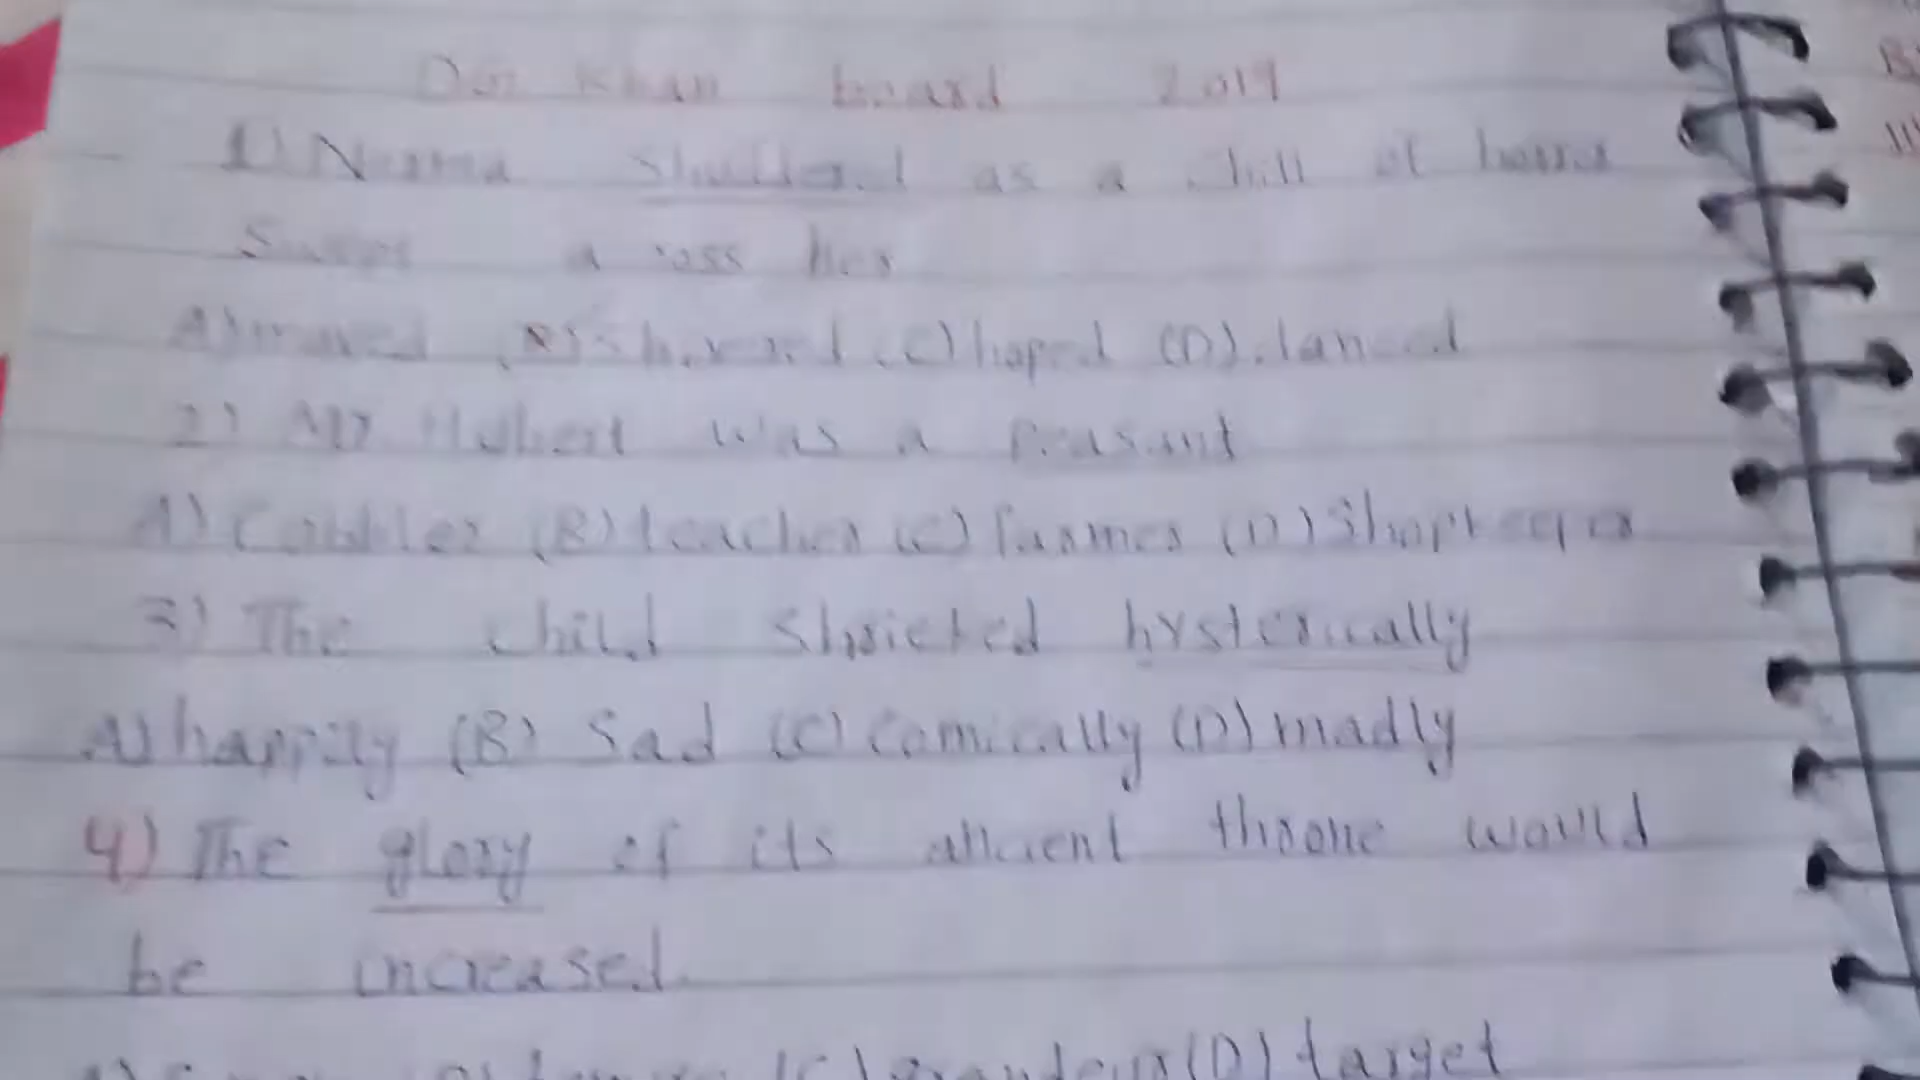 Khan board 2019
1) Norma Shuddered as a chill of horror
Swept across her
A) moved (B) Shivered (C) hoped (D) danced
2) Mr. Hubert was a Peasant
A) Cobbler (B) teacher (C) farmer (D) Shopkeeper
3) The child Shrieked hysterically
A) happily (B) Sad (C) Comically (D) madly
4) The glory of its ancient throne would
be increased.
(C) grandeur (D) target